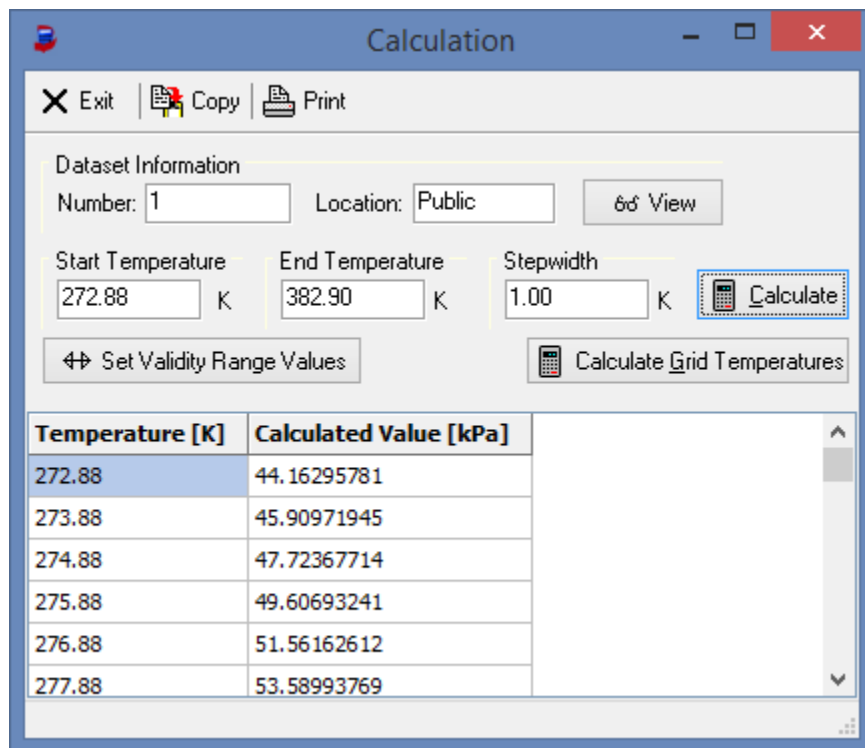 Calculation
Exit Copy Print
Dataset Information
Number: 1 Location: Public View
Start Temperature End Temperature Stepwidth
272.88 K 382.90 K 1.00 K Calculate
Set Validity Range Values Calculate Grid Temperatures
Temperature [K] Calculated Value [kPa]
272.88 44.16295781
273.88 45.90971945
274.88 47.72367714
275.88 49.60693241
276.88 51.56162612
277.88 53.58993769